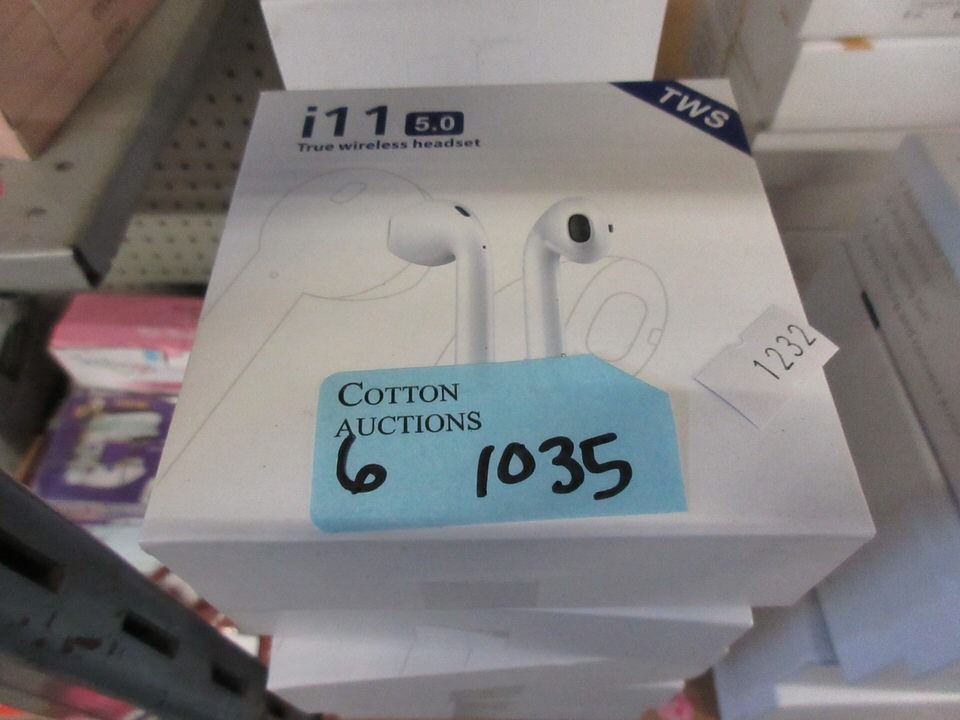 i11 5.0
TWS
True wireless headset
1232
COTTON
AUCTIONS
6 1035